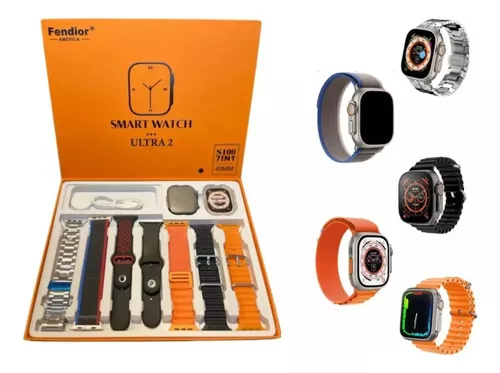 Fendior®
AMERICA
SMART WATCH
ULTRA 2
S100
7IN1
49MM